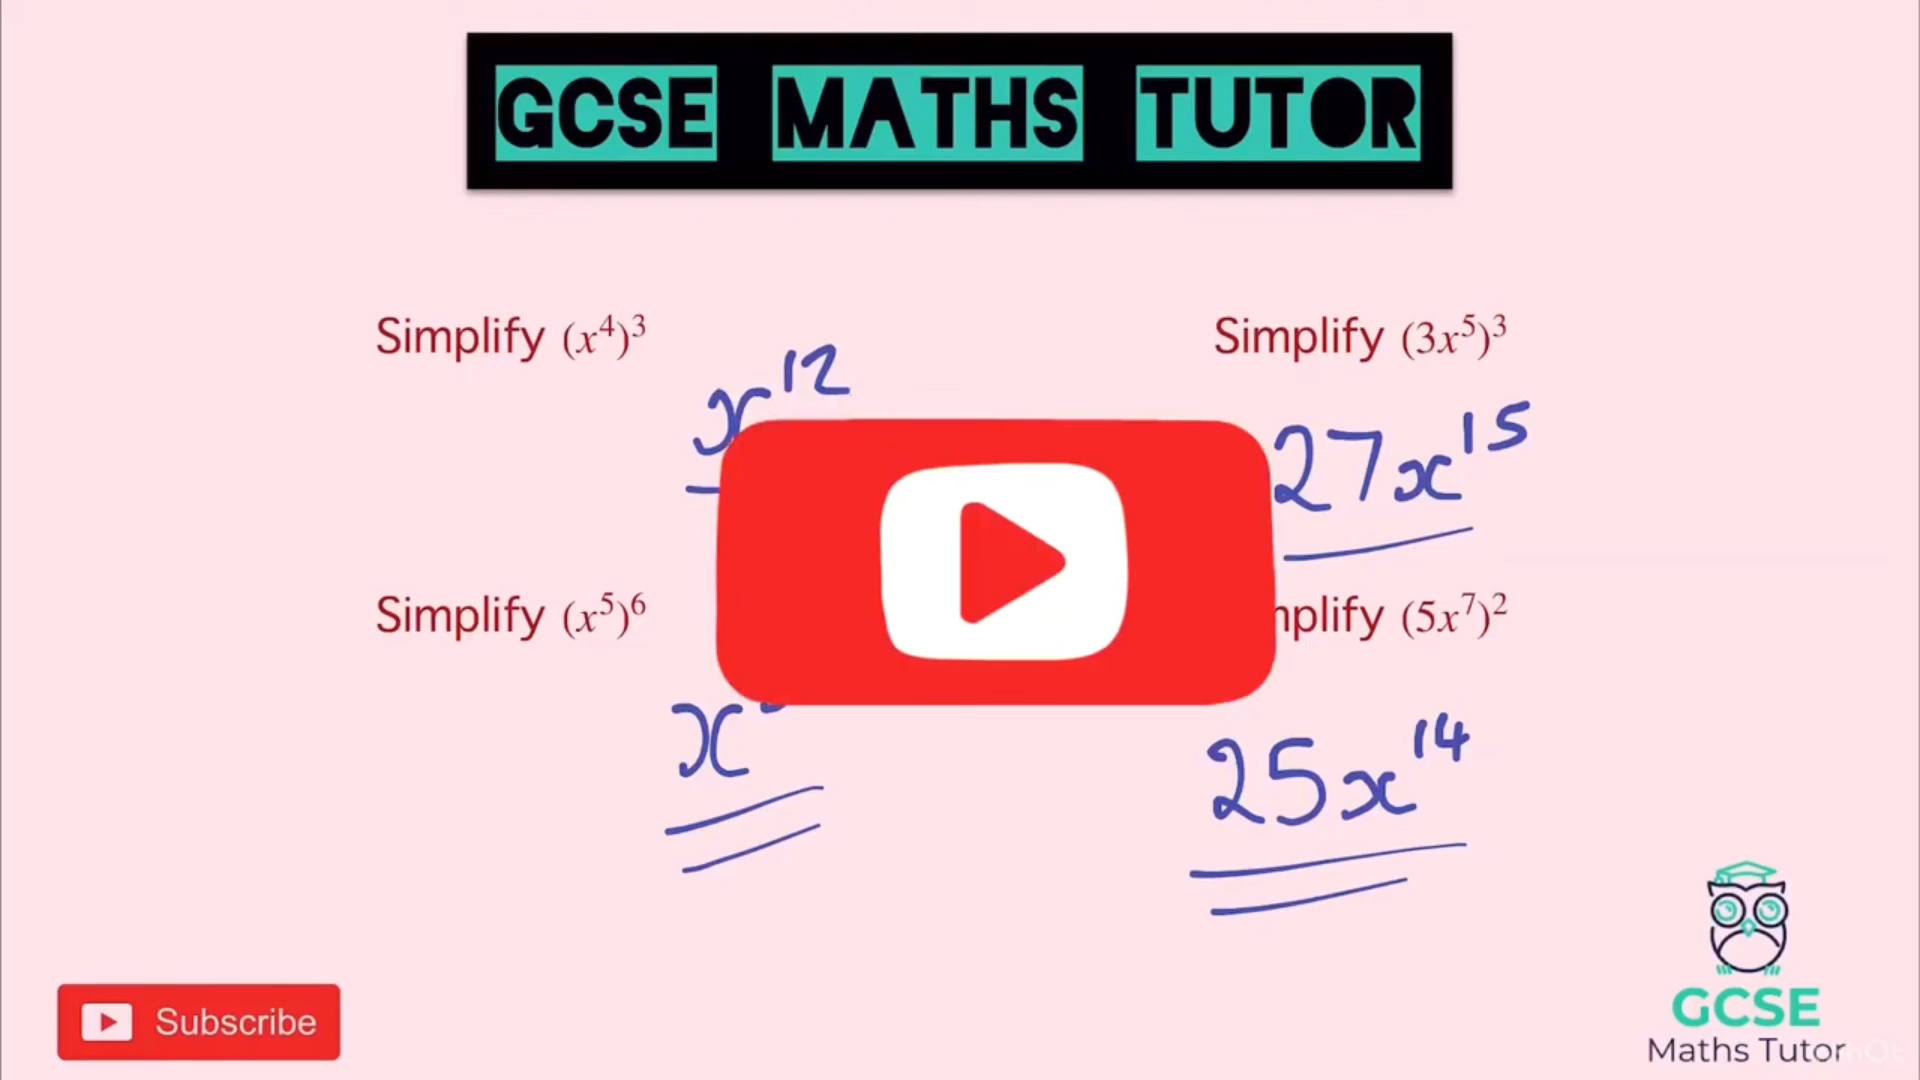 GCSE MATHS TUTOR
Simplify (x⁴)³
x¹²
Simplify (3x⁵)³
27x¹⁵
Simplify (x⁵)⁶
x
mplify (5x⁷)²
25x¹⁴
Subscribe
GCSE
Maths Tutor